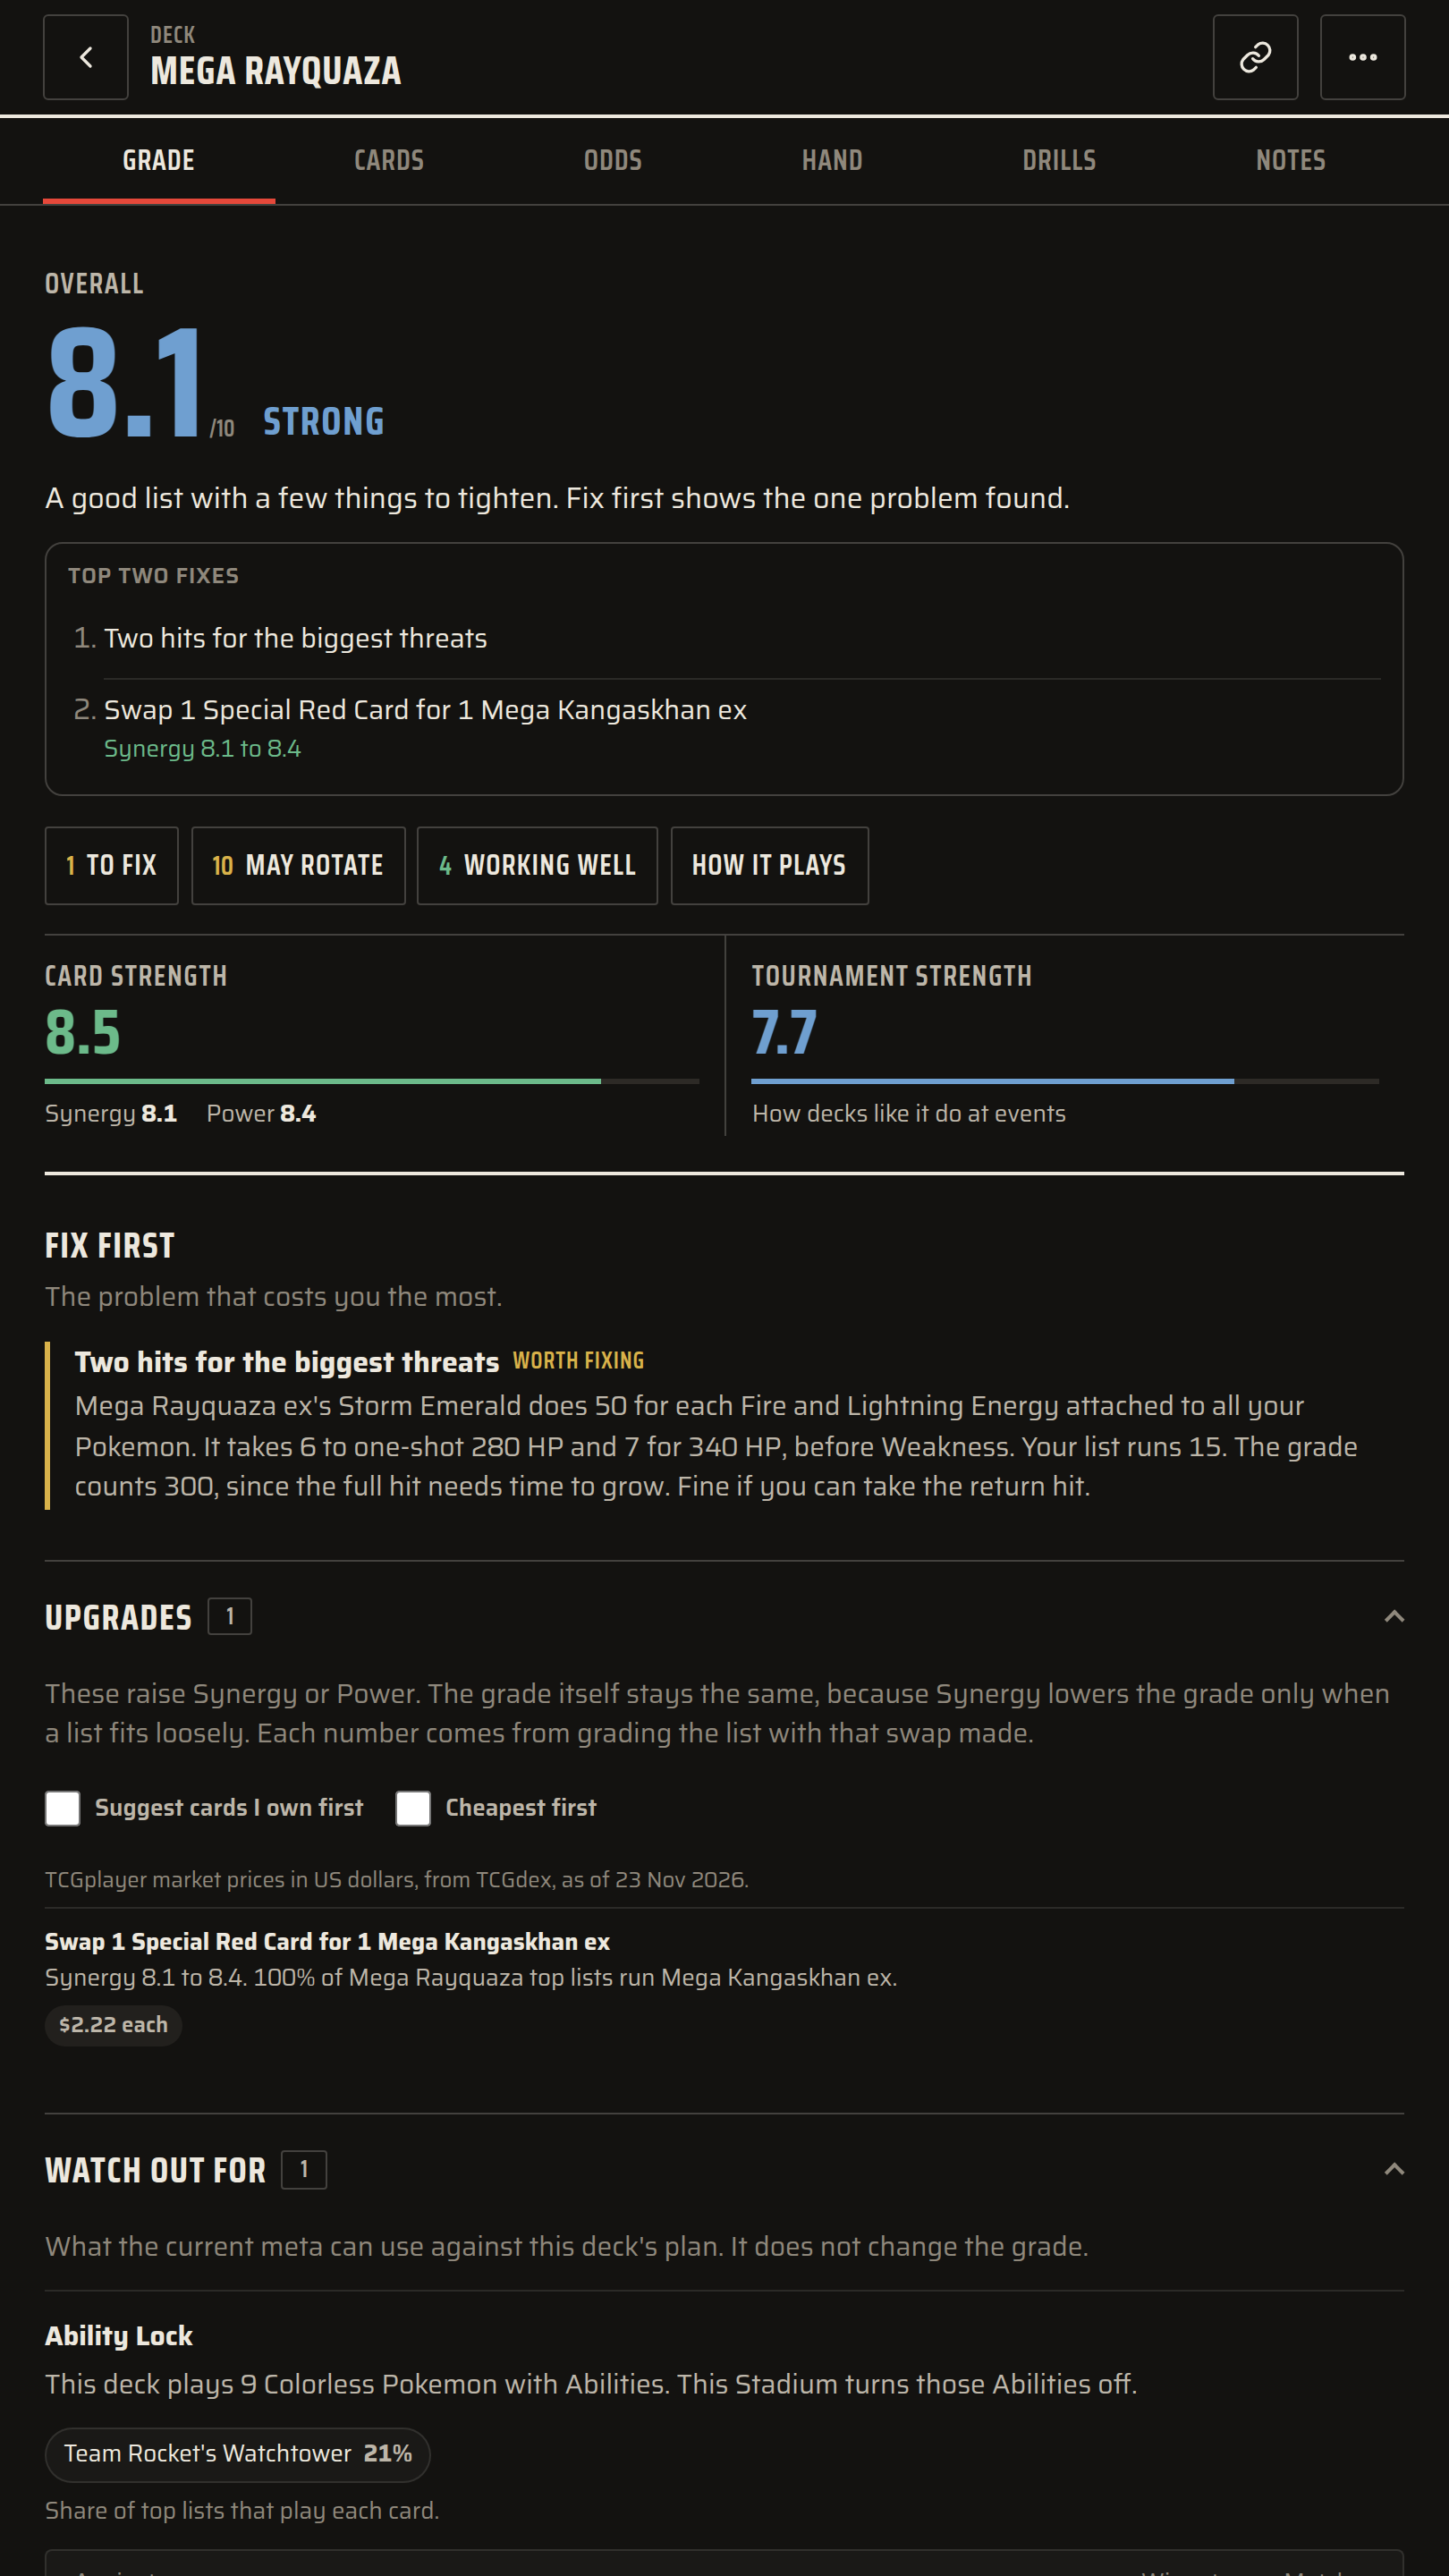 DECK
MEGA RAYQUAZA
GRADE
CARDS
ODDS
HAND
DRILLS
NOTES
OVERALL
8.1/10 STRONG
A good list with a few things to tighten. Fix first shows the one problem found.
TOP TWO FIXES
1. Two hits for the biggest threats
2. Swap 1 Special Red Card for 1 Mega Kangaskhan ex
Synergy 8.1 to 8.4
1 TO FIX
10 MAY ROTATE
4 WORKING WELL
HOW IT PLAYS
CARD STRENGTH
8.5
Synergy 8.1 Power 8.4
TOURNAMENT STRENGTH
7.7
How decks like it do at events
FIX FIRST
The problem that costs you the most.
Two hits for the biggest threats WORTH FIXING
Mega Rayquaza ex's Storm Emerald does 50 for each Fire and Lightning Energy attached to all your
Pokemon. It takes 6 to one-shot 280 HP and 7 for 340 HP, before Weakness. Your list runs 15. The grade
counts 300, since the full hit needs time to grow. Fine if you can take the return hit.
UPGRADES 1
These raise Synergy or Power. The grade itself stays the same, because Synergy lowers the grade only when
a list fits loosely. Each number comes from grading the list with that swap made.
Suggest cards I own first
Cheapest first
TCGplayer market prices in US dollars, from TCGdex, as of 23 Nov 2026.
Swap 1 Special Red Card for 1 Mega Kangaskhan ex
Synergy 8.1 to 8.4. 100% of Mega Rayquaza top lists run Mega Kangaskhan ex.
$2.22 each
WATCH OUT FOR 1
What the current meta can use against this deck's plan. It does not change the grade.
Ability Lock
This deck plays 9 Colorless Pokemon with Abilities. This Stadium turns those Abilities off.
Team Rocket's Watchtower 21%
Share of top lists that play each card.